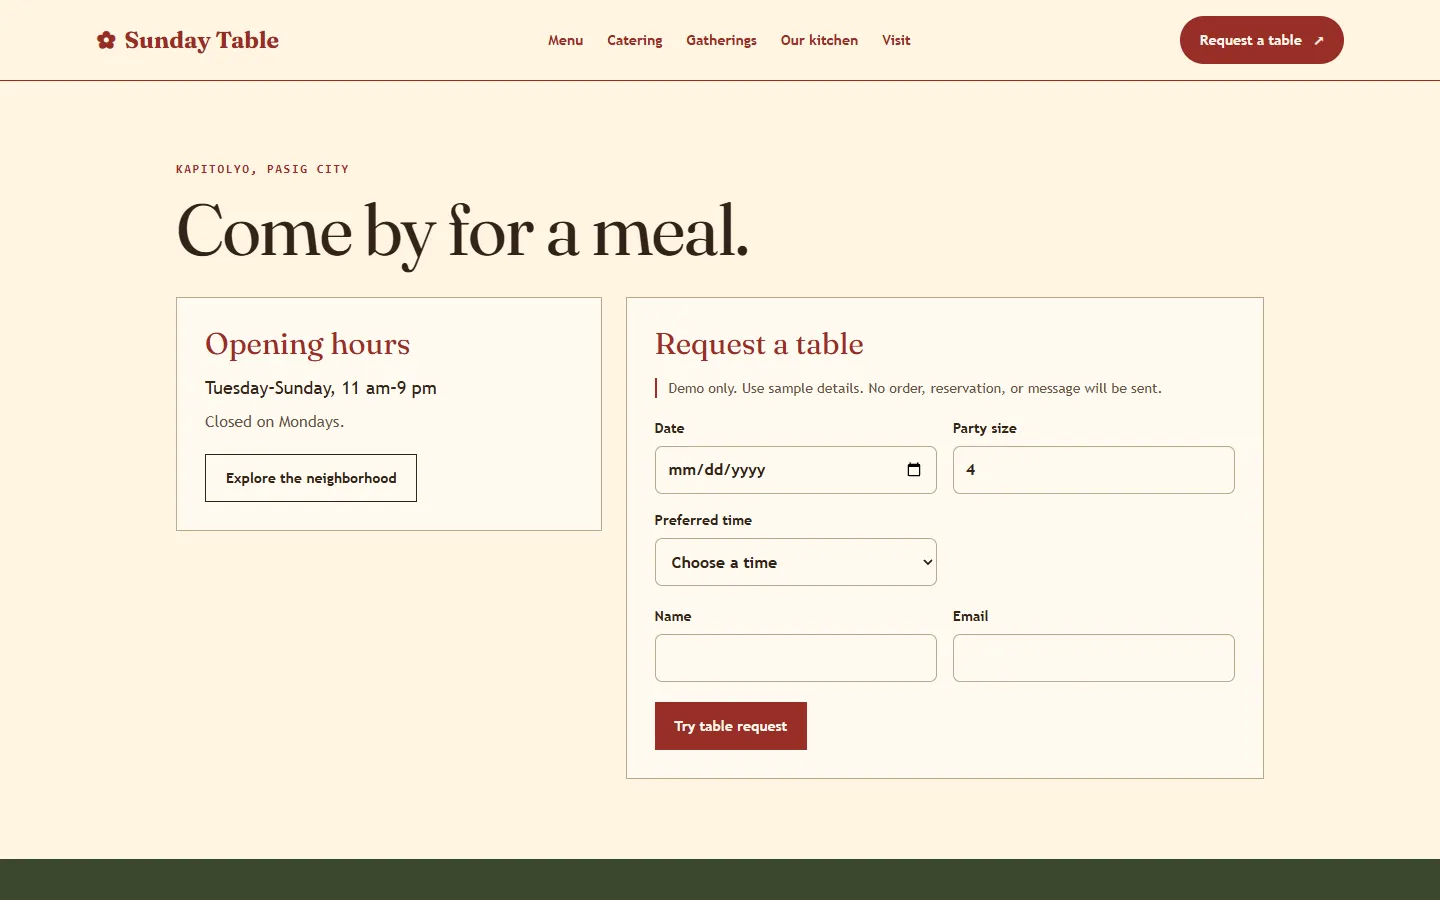 ✿ Sunday Table
Menu Catering Gatherings Our kitchen Visit
Request a table ↗
KAPITOLYO, PASIG CITY
Come by for a meal.
Opening hours
Tuesday–Sunday, 11 am–9 pm
Closed on Mondays.
Explore the neighborhood
Request a table
Demo only. Use sample details. No order, reservation, or message will be sent.
Date Party size
mm/dd/yyyy 4
Preferred time
Choose a time
Name Email
Try table request